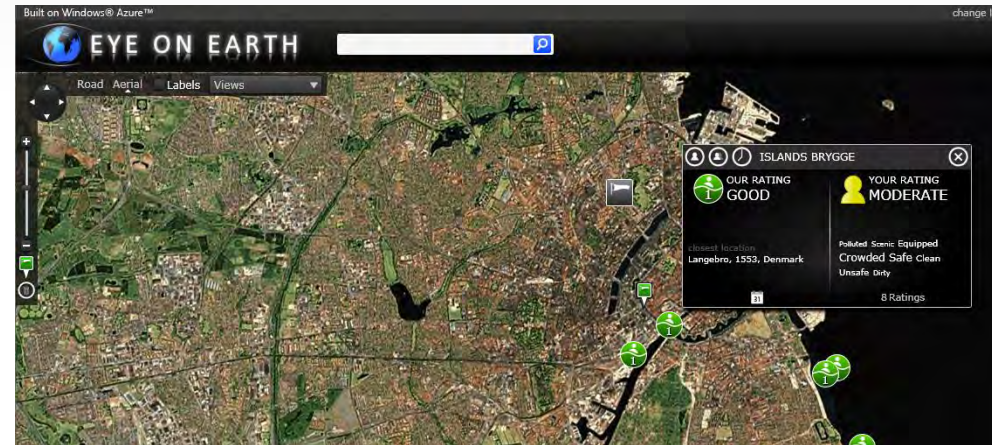 Built on Windows® Azure™
change l
EYE ON EARTH
Road Aerial Labels Views
ISLANDS BRYGGE
OUR RATING
GOOD
YOUR RATING
MODERATE
closest location
Langebro, 1553, Denmark
Polluted Scenic Equipped
Crowded Safe Clean
Unsafe Dirty
31
8 Ratings